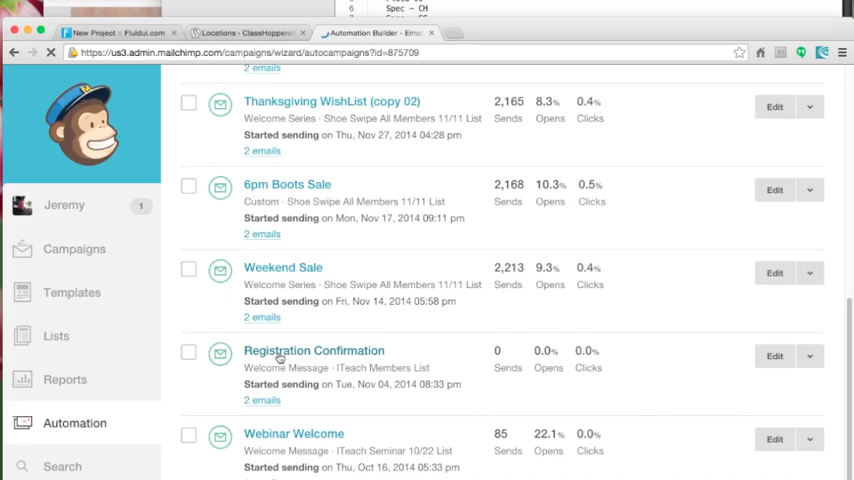 5
6
Spec - CH
7
New Project :: Fluidui.com
Locations - ClassHoppers
Automation Builder - Emai
https://us3.admin.mailchimp.com/campaigns/wizard/autocampaigns?id=875709
2 emails
Thanksgiving WishList (copy 02)
2,165 8.3% 0.4%
Edit
Welcome Series · Shoe Swipe All Members 11/11 List
Sends Opens Clicks
Started sending on Thu, Nov 27, 2014 04:28 pm
2 emails
6pm Boots Sale
2,168 10.3% 0.5%
Edit
Custom · Shoe Swipe All Members 11/11 List
Sends Opens Clicks
Started sending on Mon, Nov 17, 2014 09:11 pm
2 emails
Weekend Sale
2,213 9.3% 0.4%
Edit
Welcome Series · Shoe Swipe All Members 11/11 List
Sends Opens Clicks
Started sending on Fri, Nov 14, 2014 05:58 pm
2 emails
Registration Confirmation
0 0.0% 0.0%
Edit
Welcome Message · ITeach Members List
Sends Opens Clicks
Started sending on Tue, Nov 04, 2014 08:33 pm
2 emails
Webinar Welcome
85 22.1% 0.0%
Edit
Welcome Message · ITeach Seminar 10/22 List
Sends Opens Clicks
Started sending on Thu, Oct 16, 2014 05:33 pm
Jeremy
1
Campaigns
Templates
Lists
Reports
Automation
Search